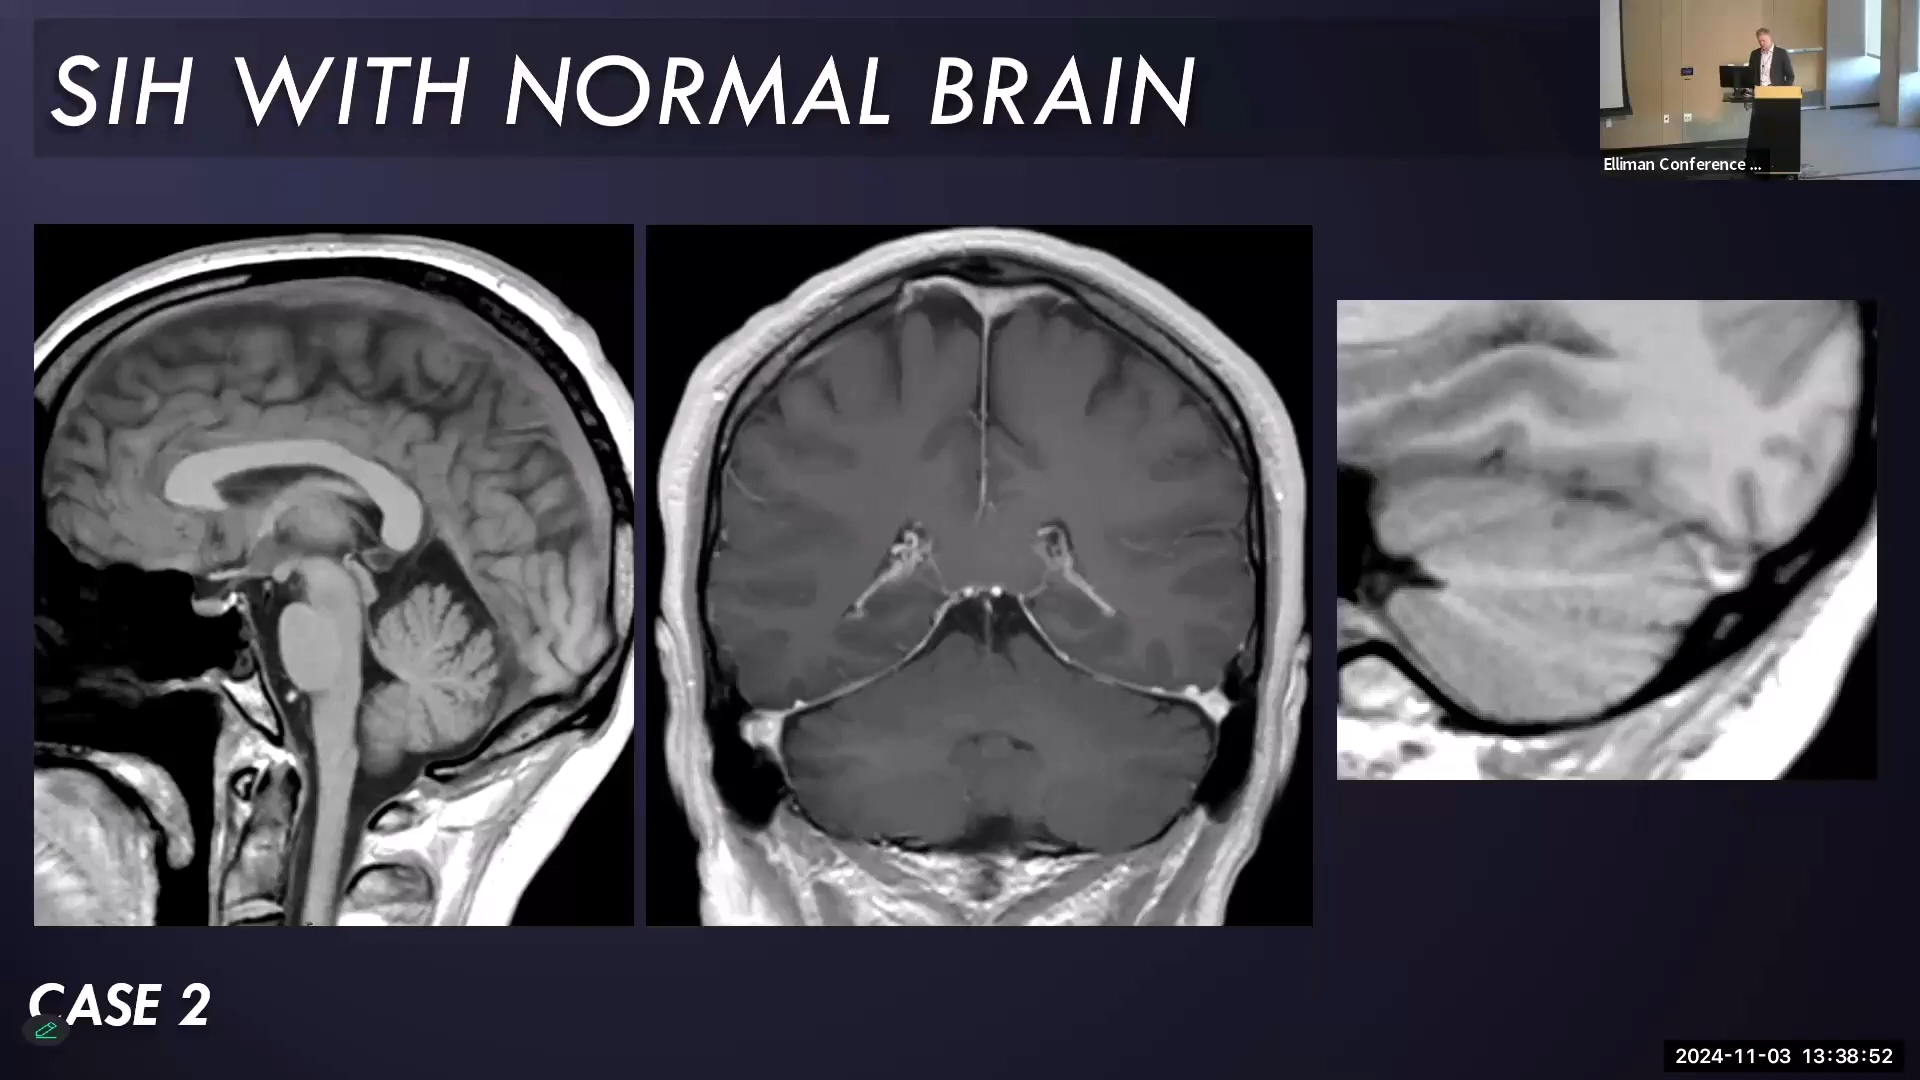 SIH WITH NORMAL BRAIN
Elliman Conference ...
CASE 2
2024-11-03 13:38:52